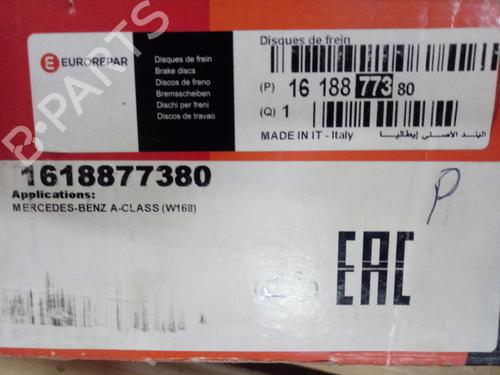 EUROREPAR
Disques de frein
Brake discs
Discos de freno
Bremsscheiben
Dischi per freni
Discos de travao
Disques de frein
(P) 16 188 773 80
(Q) 1
MADE IN IT - Italy البلد الأصلي إيطاليا
1618877380
Applications:
MERCEDES-BENZ A-CLASS (W168)
P
EAC
B-PARTS